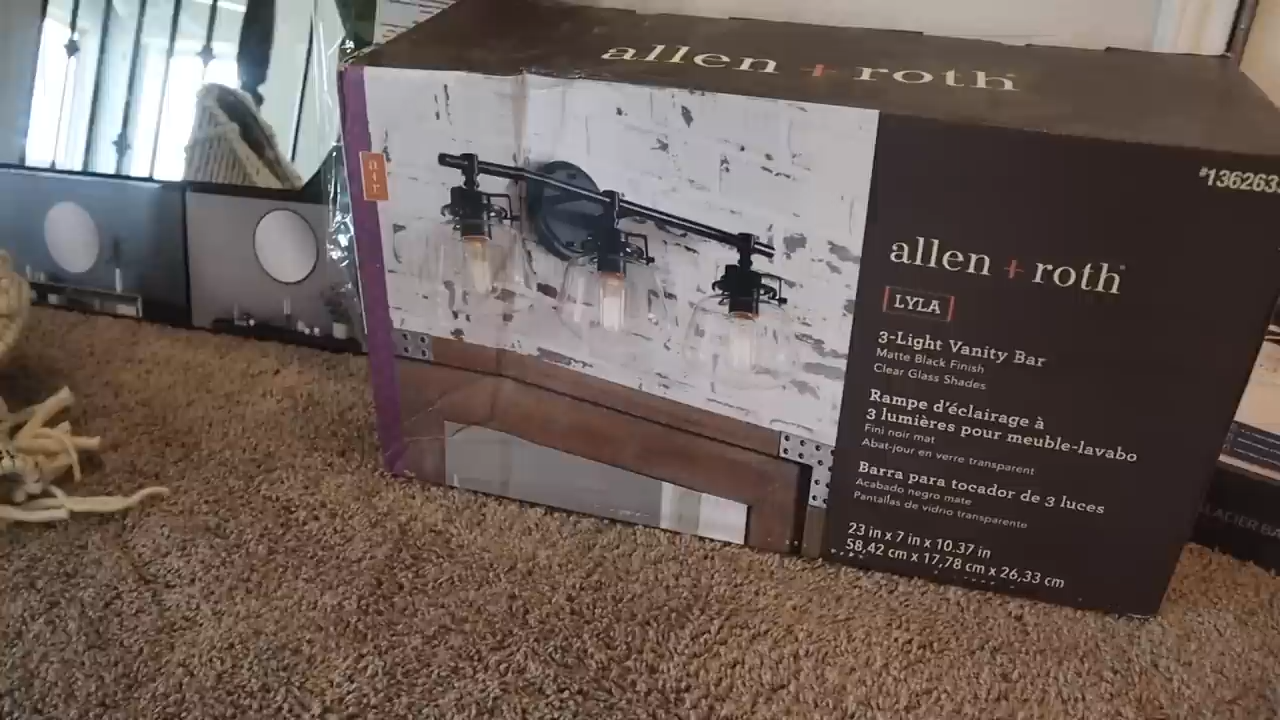 allen + roth
a+r
#136263
allen + roth
LYLA
3-Light Vanity Bar
Matte Black Finish
Clear Glass Shades
Rampe d'éclairage à
3 lumières pour meuble-lavabo
Fini noir mat
Abat-jour en verre transparent
Barra para tocador de 3 luces
Acabado negro mate
Pantallas de vidrio transparente
23 in x 7 in x 10.37 in
58,42 cm x 17,78 cm x 26,33 cm